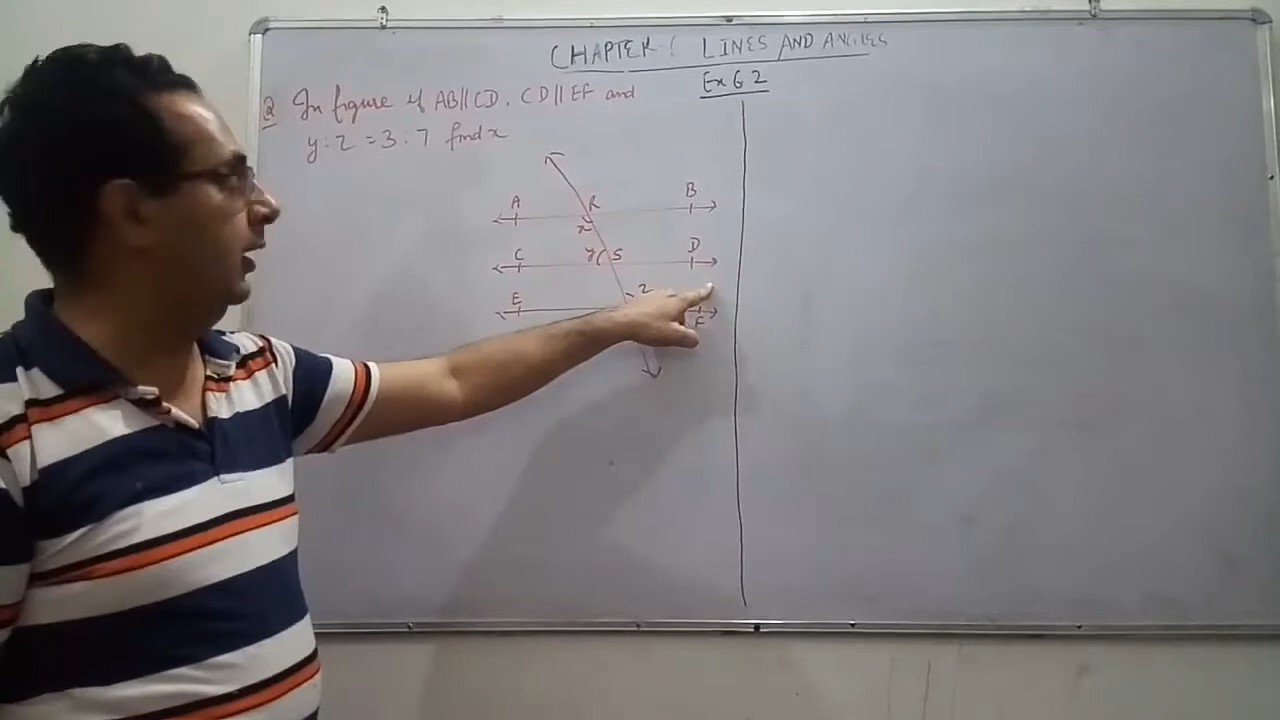 CHAPTER 6 LINES AND ANGLES
Ex 6 2
Q In figure if AB||CD, CD||EF and
y : z = 3 : 7 find x
A R B
x
C y S D
E z F